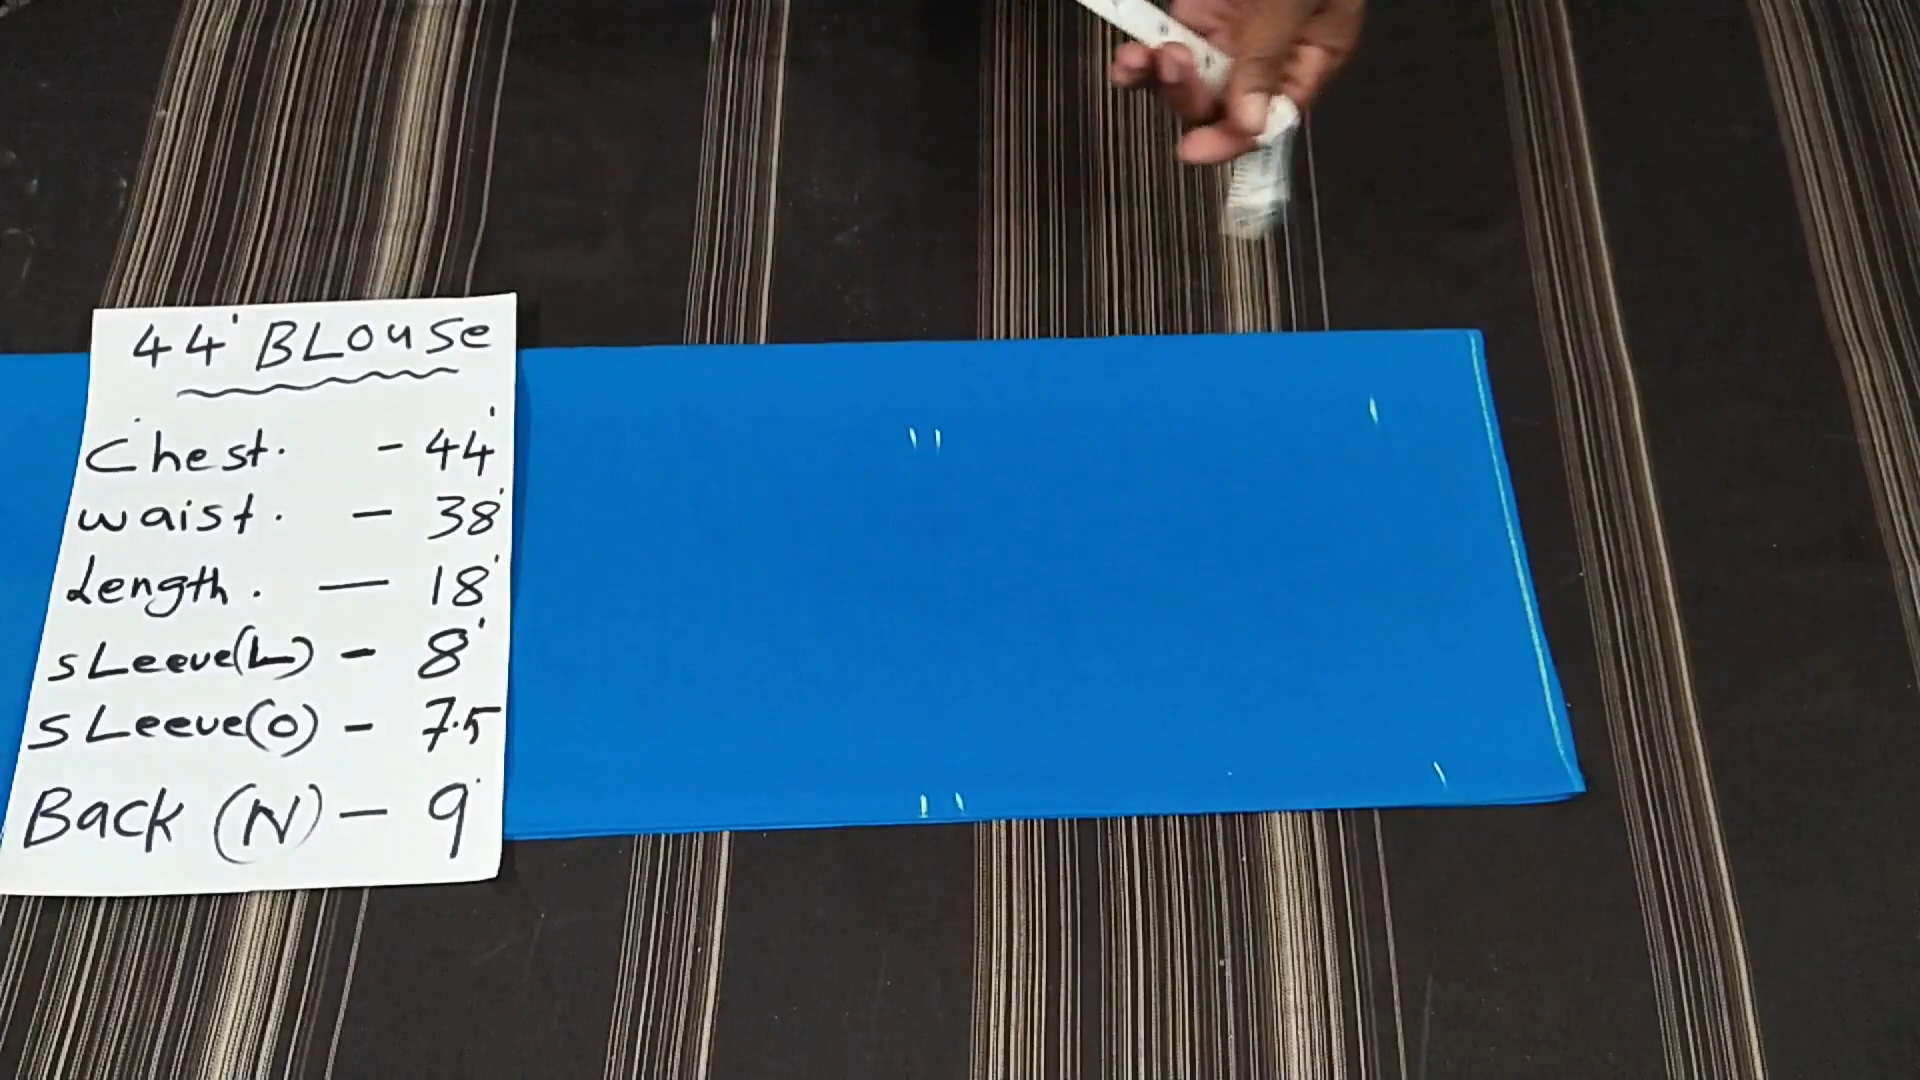 44' BLouse
Chest. - 44'
waist. - 38'
Length. - 18'
sLeeve(L) - 8'
sLeeve(o) - 7.5
Back (N) - 9'